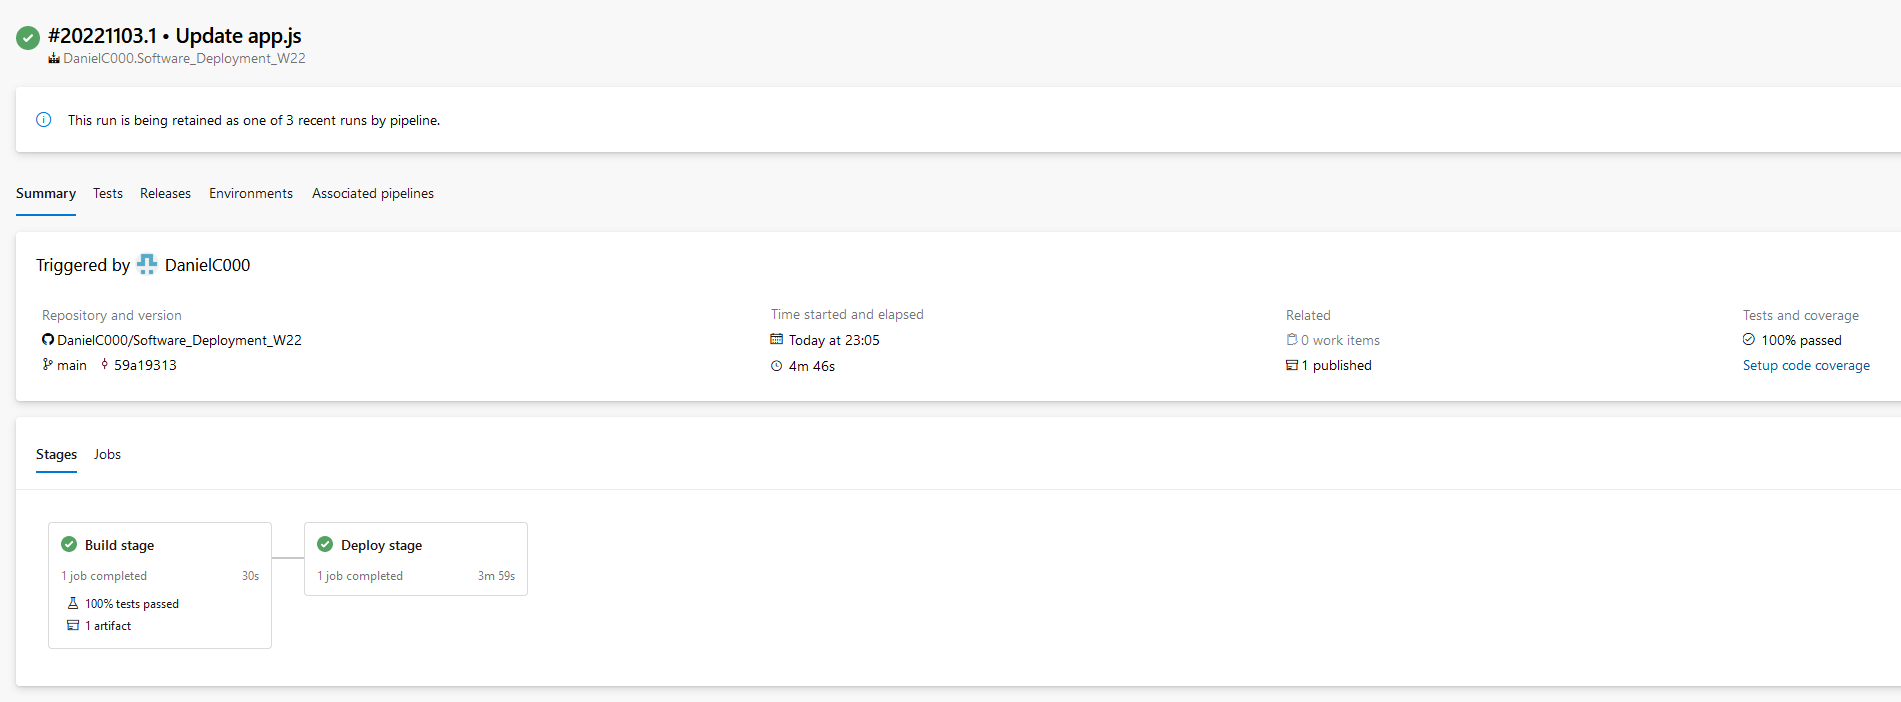 #20221103.1 • Update app.js
DanielC000.Software_Deployment_W22
This run is being retained as one of 3 recent runs by pipeline.
Summary Tests Releases Environments Associated pipelines
Triggered by DanielC000
Repository and version
DanielC000/Software_Deployment_W22
main 59a19313
Time started and elapsed
Today at 23:05
4m 46s
Related
0 work items
1 published
Tests and coverage
100% passed
Setup code coverage
Stages Jobs
Build stage
1 job completed 30s
100% tests passed
1 artifact
Deploy stage
1 job completed 3m 59s